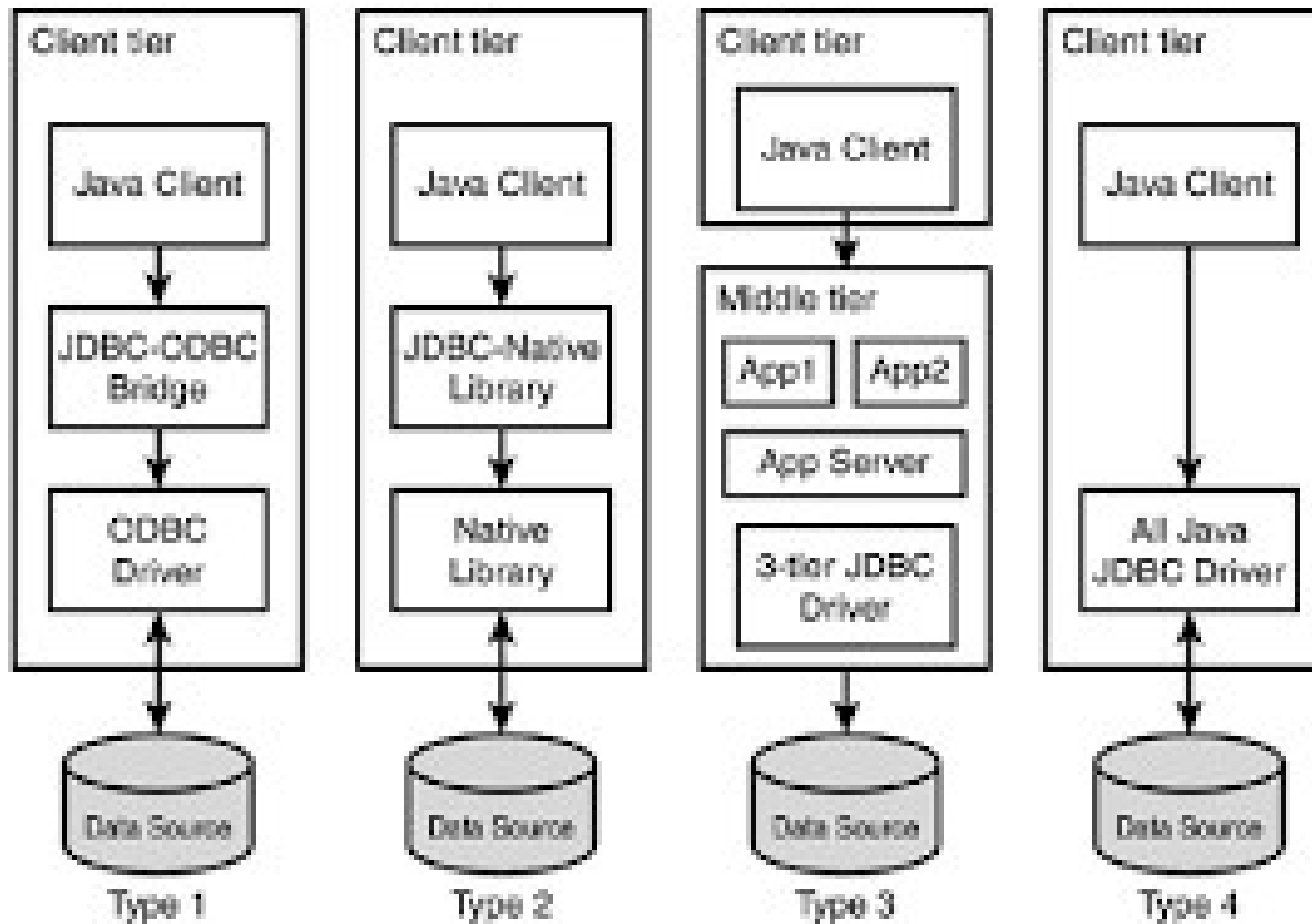 Client tier
Java Client
JDBC-ODBC
Bridge
ODBC
Driver
Data Source
Type 1
Client tier
Java Client
JDBC-Native
Library
Native
Library
Data Source
Type 2
Client tier
Java Client
Middle tier
App1
App2
App Server
3-tier JDBC
Driver
Data Source
Type 3
Client tier
Java Client
All Java
JDBC Driver
Data Source
Type 4